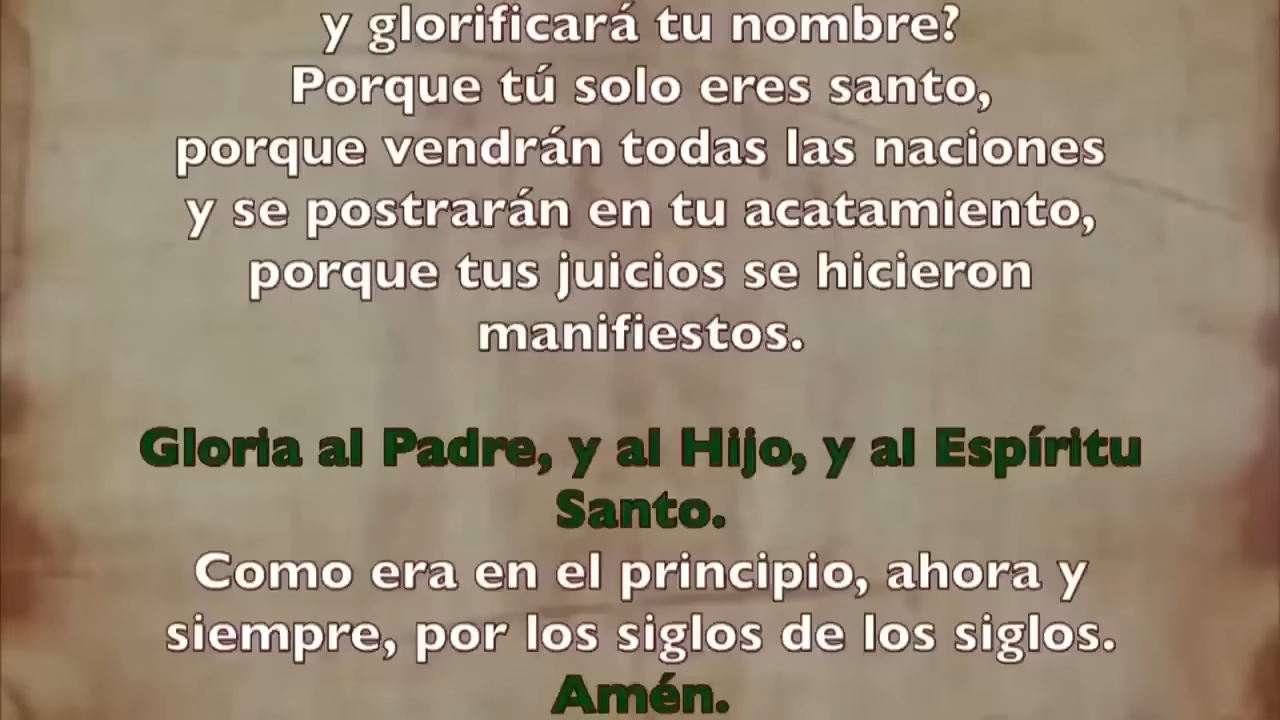 y glorificará tu nombre?
Porque tú solo eres santo,
porque vendrán todas las naciones
y se postrarán en tu acatamiento,
porque tus juicios se hicieron
manifiestos.
Gloria al Padre, y al Hijo, y al Espíritu
Santo.
Como era en el principio, ahora y
siempre, por los siglos de los siglos.
Amén.